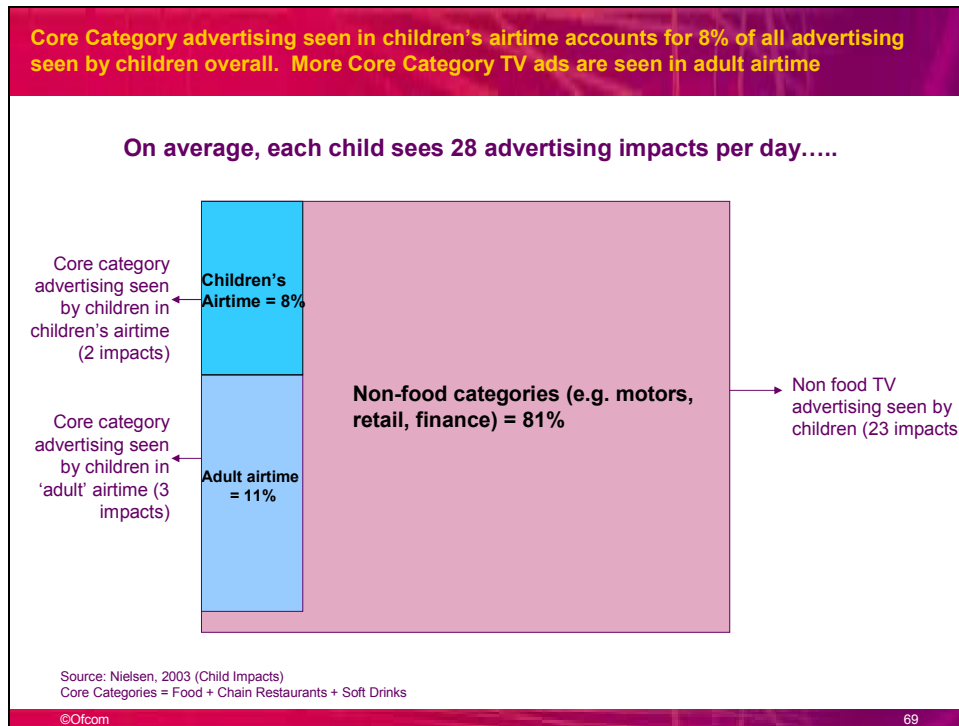 Core Category advertising seen in children’s airtime accounts for 8% of all advertising
seen by children overall.  More Core Category TV ads are seen in adult airtime
On average, each child sees 28 advertising impacts per day…..
Core category
advertising seen
by children in
children’s airtime
(2 impacts)
Children’s
Airtime = 8%
Core category
advertising seen
by children in
‘adult’ airtime (3
impacts)
Adult airtime
= 11%
Non-food categories (e.g. motors,
retail, finance) = 81%
Non food TV
advertising seen by
children (23 impacts
Source: Nielsen, 2003 (Child Impacts)
Core Categories = Food + Chain Restaurants + Soft Drinks
©Ofcom
69